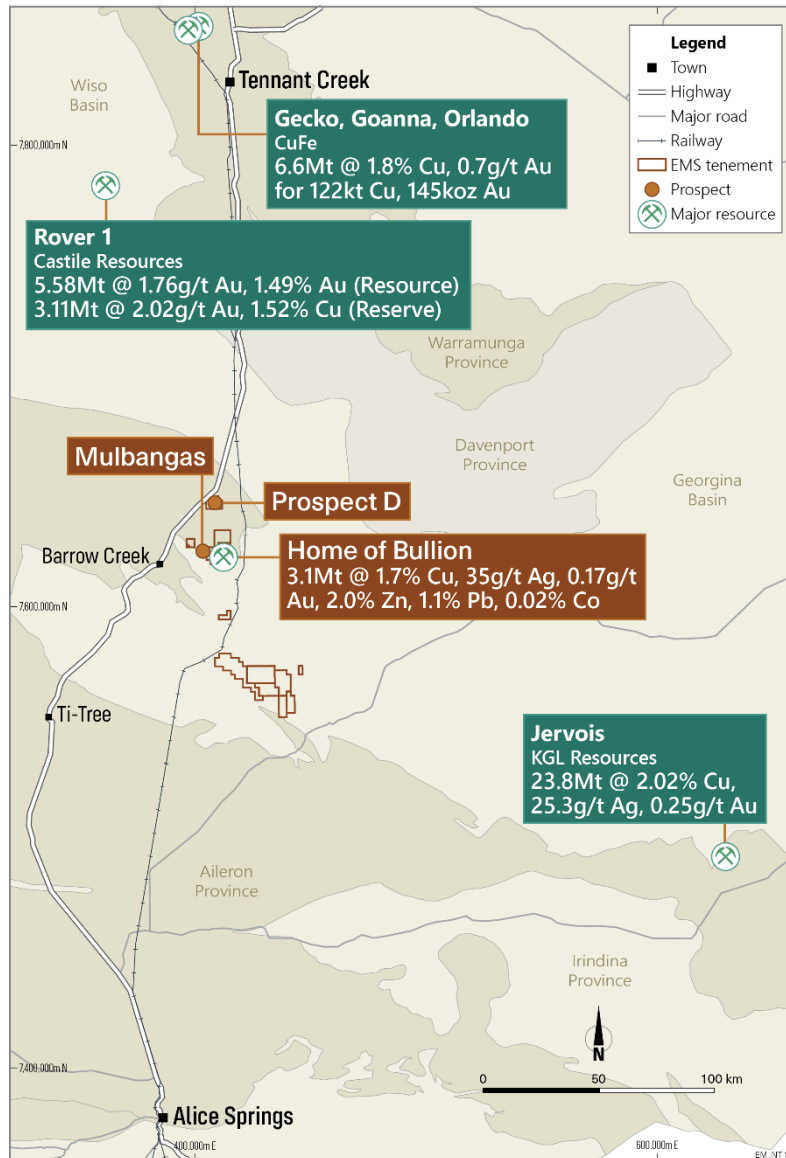 Legend
Town
Highway
Major road
Railway
EMS tenement
Prospect
Major resource
Wiso
Basin
Tennant Creek
Gecko, Goanna, Orlando
CuFe
6.6Mt @ 1.8% Cu, 0.7g/t Au
for 122kt Cu, 145koz Au
7,800,000m N
Rover 1
Castile Resources
5.58Mt @ 1.76g/t Au, 1.49% Au (Resource)
3.11Mt @ 2.02g/t Au, 1.52% Cu (Reserve)
Warramunga
Province
Davenport
Province
Georgina
Basin
Mulbangas
Prospect D
Barrow Creek
Home of Bullion
3.1Mt @ 1.7% Cu, 35g/t Ag, 0.17g/t
Au, 2.0% Zn, 1.1% Pb, 0.02% Co
7,600,000m N
Ti-Tree
Jervois
KGL Resources
23.8Mt @ 2.02% Cu,
25.3g/t Ag, 0.25g/t Au
Aileron
Province
Irindina
Province
N
7,400,000m N
0 50 100 km
Alice Springs
400,000m E
600,000m E